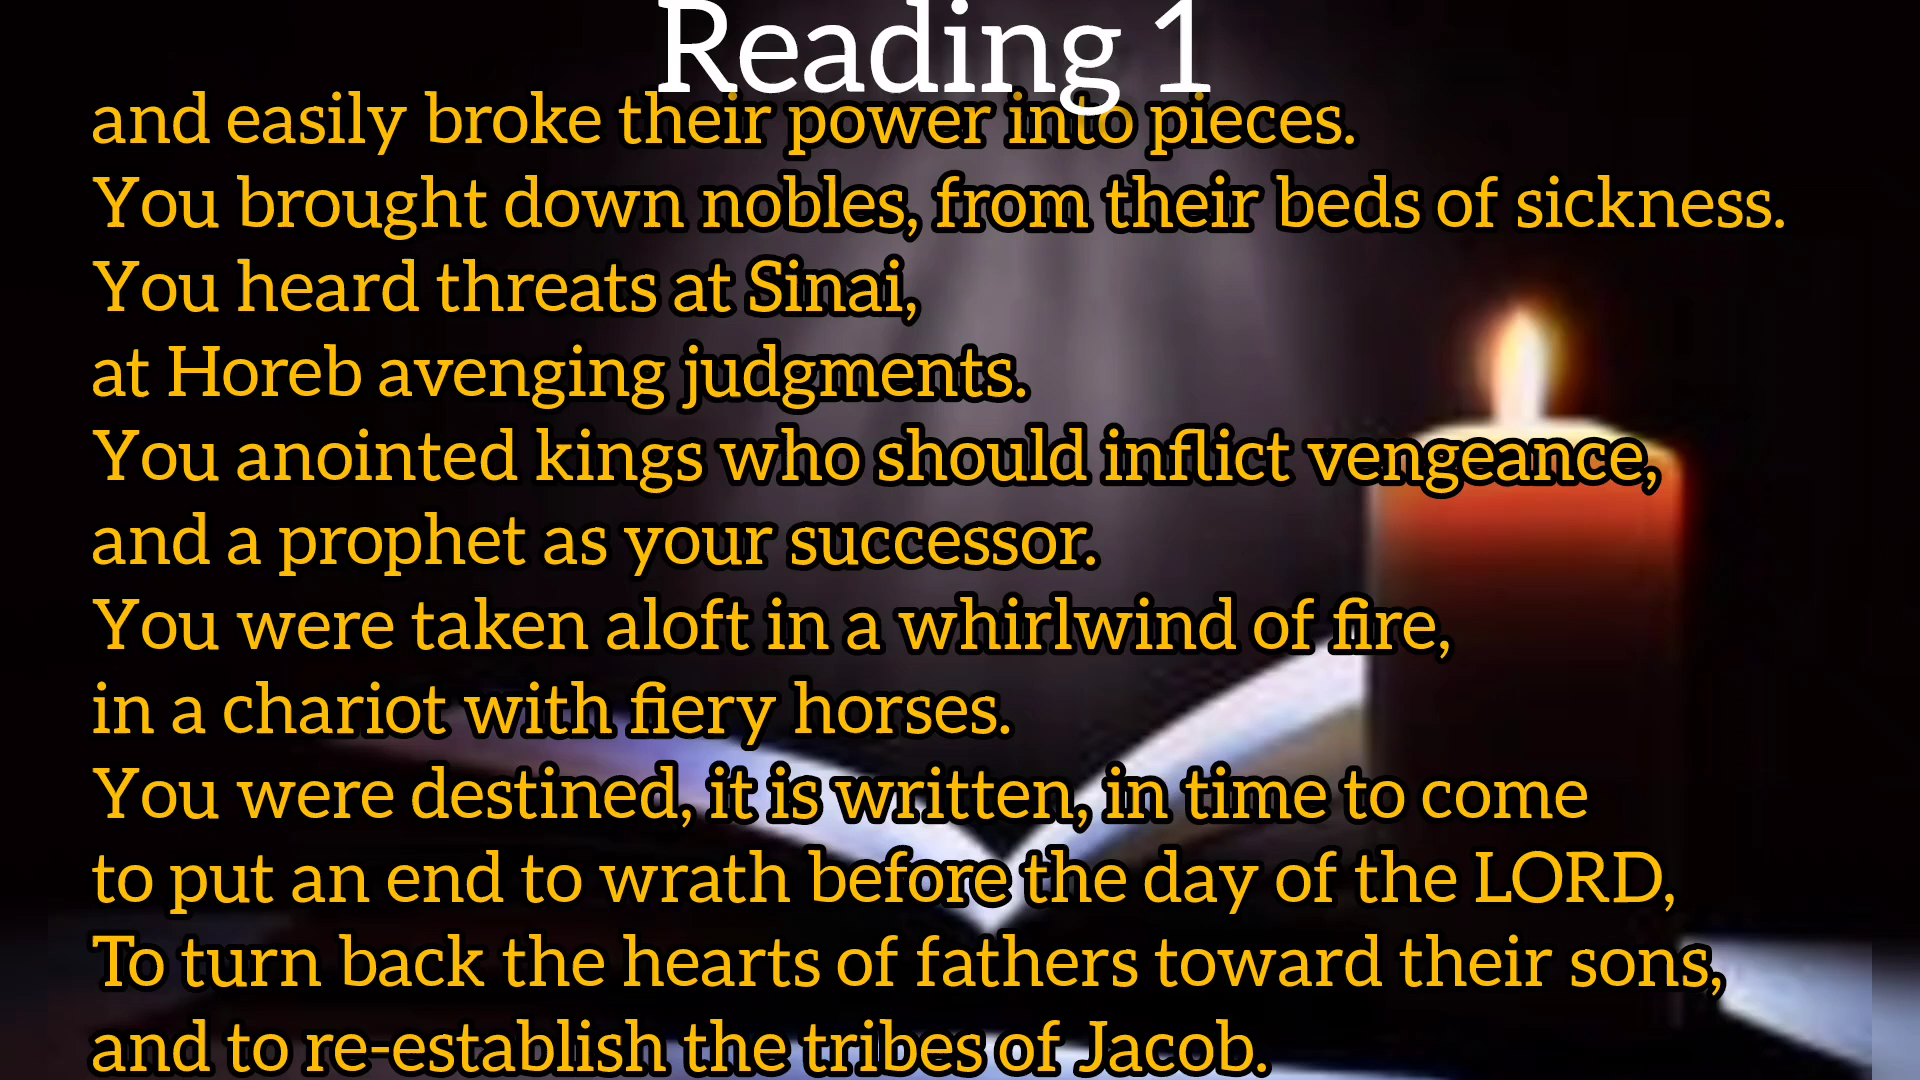 Reading 1
and easily broke their power into pieces.
You brought down nobles, from their beds of sickness.
You heard threats at Sinai,
at Horeb avenging judgments.
You anointed kings who should inflict vengeance,
and a prophet as your successor.
You were taken aloft in a whirlwind of fire,
in a chariot with fiery horses.
You were destined, it is written, in time to come
to put an end to wrath before the day of the LORD,
To turn back the hearts of fathers toward their sons,
and to re-establish the tribes of Jacob.